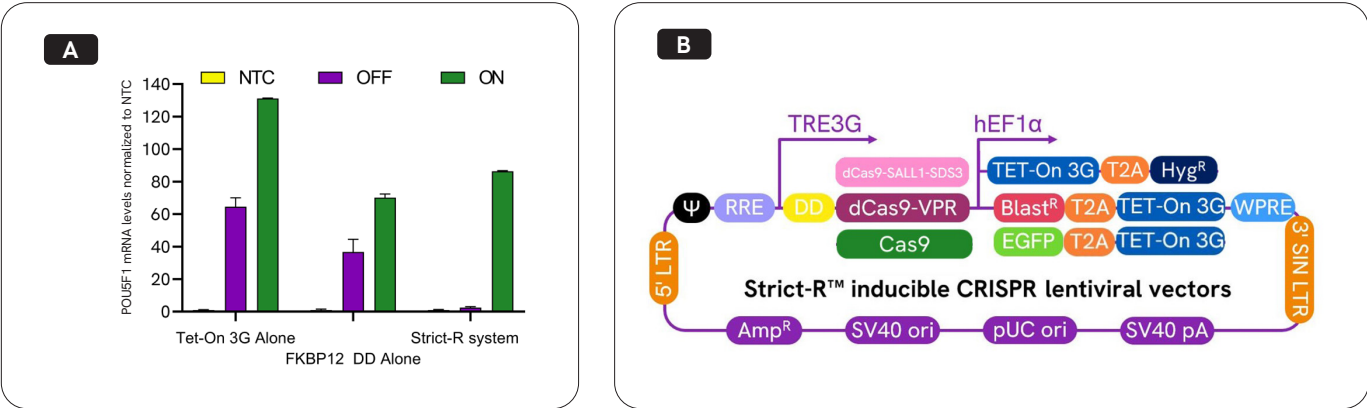 A
POU5F1 mRNA levels normalized to NTC
NTC OFF ON
140
120
100
80
60
40
20
0
Tet-On 3G Alone
FKBP12 DD Alone
Strict-R system
B
TRE3G
hEF1α
dCas9-SALL1-SDS3
TET-On 3G T2A Hygᴿ
Ψ RRE DD dCas9-VPR Blastᴿ T2A TET-On 3G WPRE
Cas9 EGFP T2A TET-On 3G
5' LTR
3' SIN LTR
Strict-R™ inducible CRISPR lentiviral vectors
Ampᴿ SV40 ori pUC ori SV40 pA